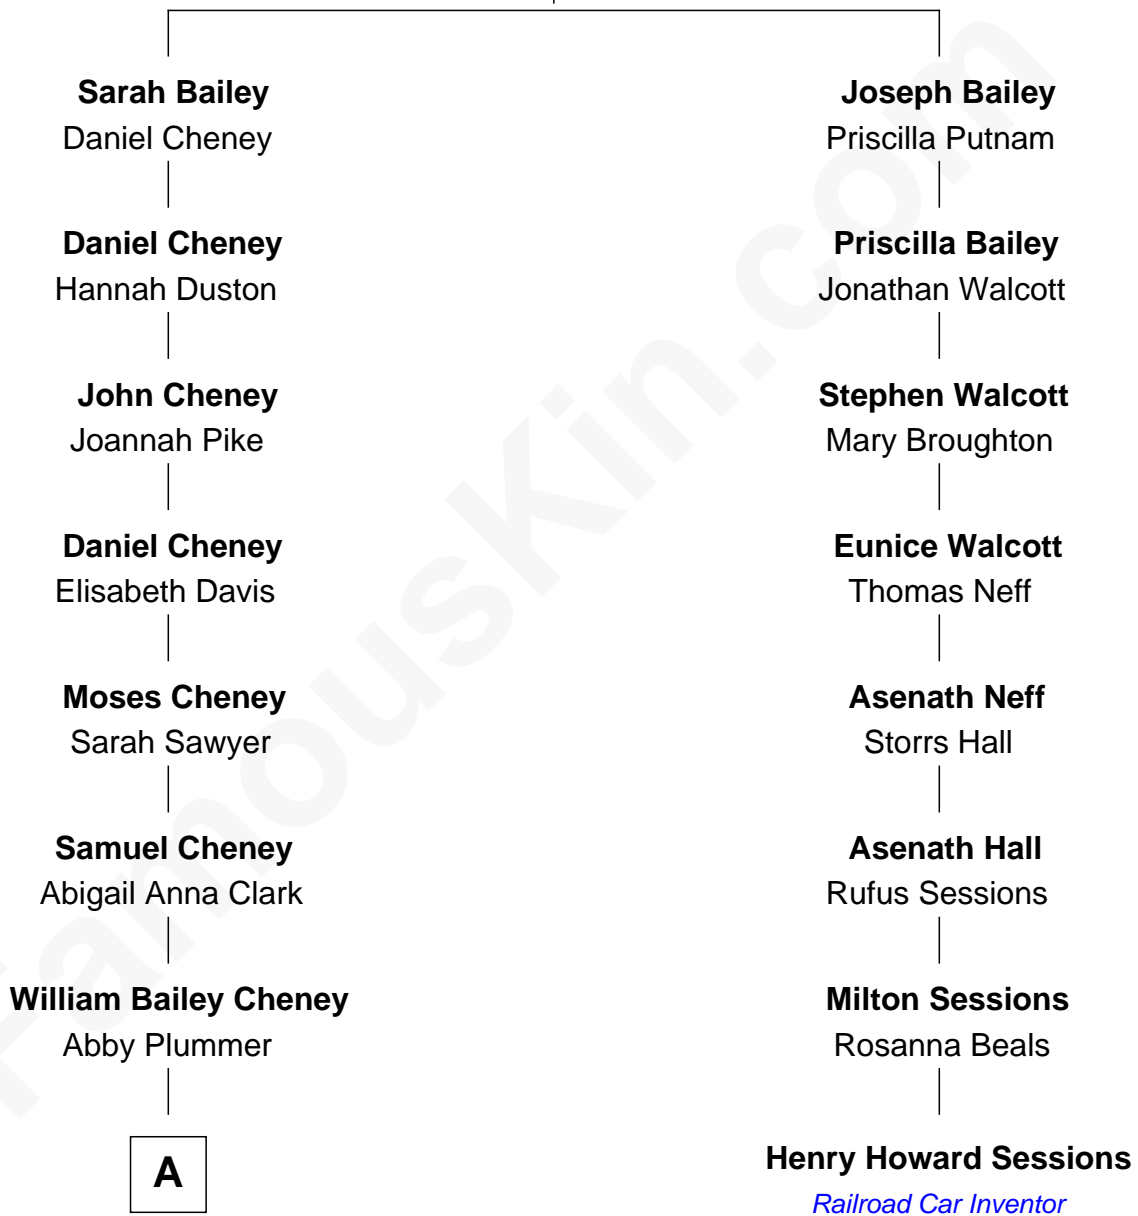 Sarah Bailey
Daniel Cheney
Daniel Cheney
Hannah Duston
John Cheney
Joannah Pike
Daniel Cheney
Elisabeth Davis
Moses Cheney
Sarah Sawyer
Samuel Cheney
Abigail Anna Clark
William Bailey Cheney
Abby Plummer
A
Joseph Bailey
Priscilla Putnam
Priscilla Bailey
Jonathan Walcott
Stephen Walcott
Mary Broughton
Eunice Walcott
Thomas Neff
Asenath Neff
Storrs Hall
Asenath Hall
Rufus Sessions
Milton Sessions
Rosanna Beals
Henry Howard Sessions
Railroad Car Inventor
FamousKin.com